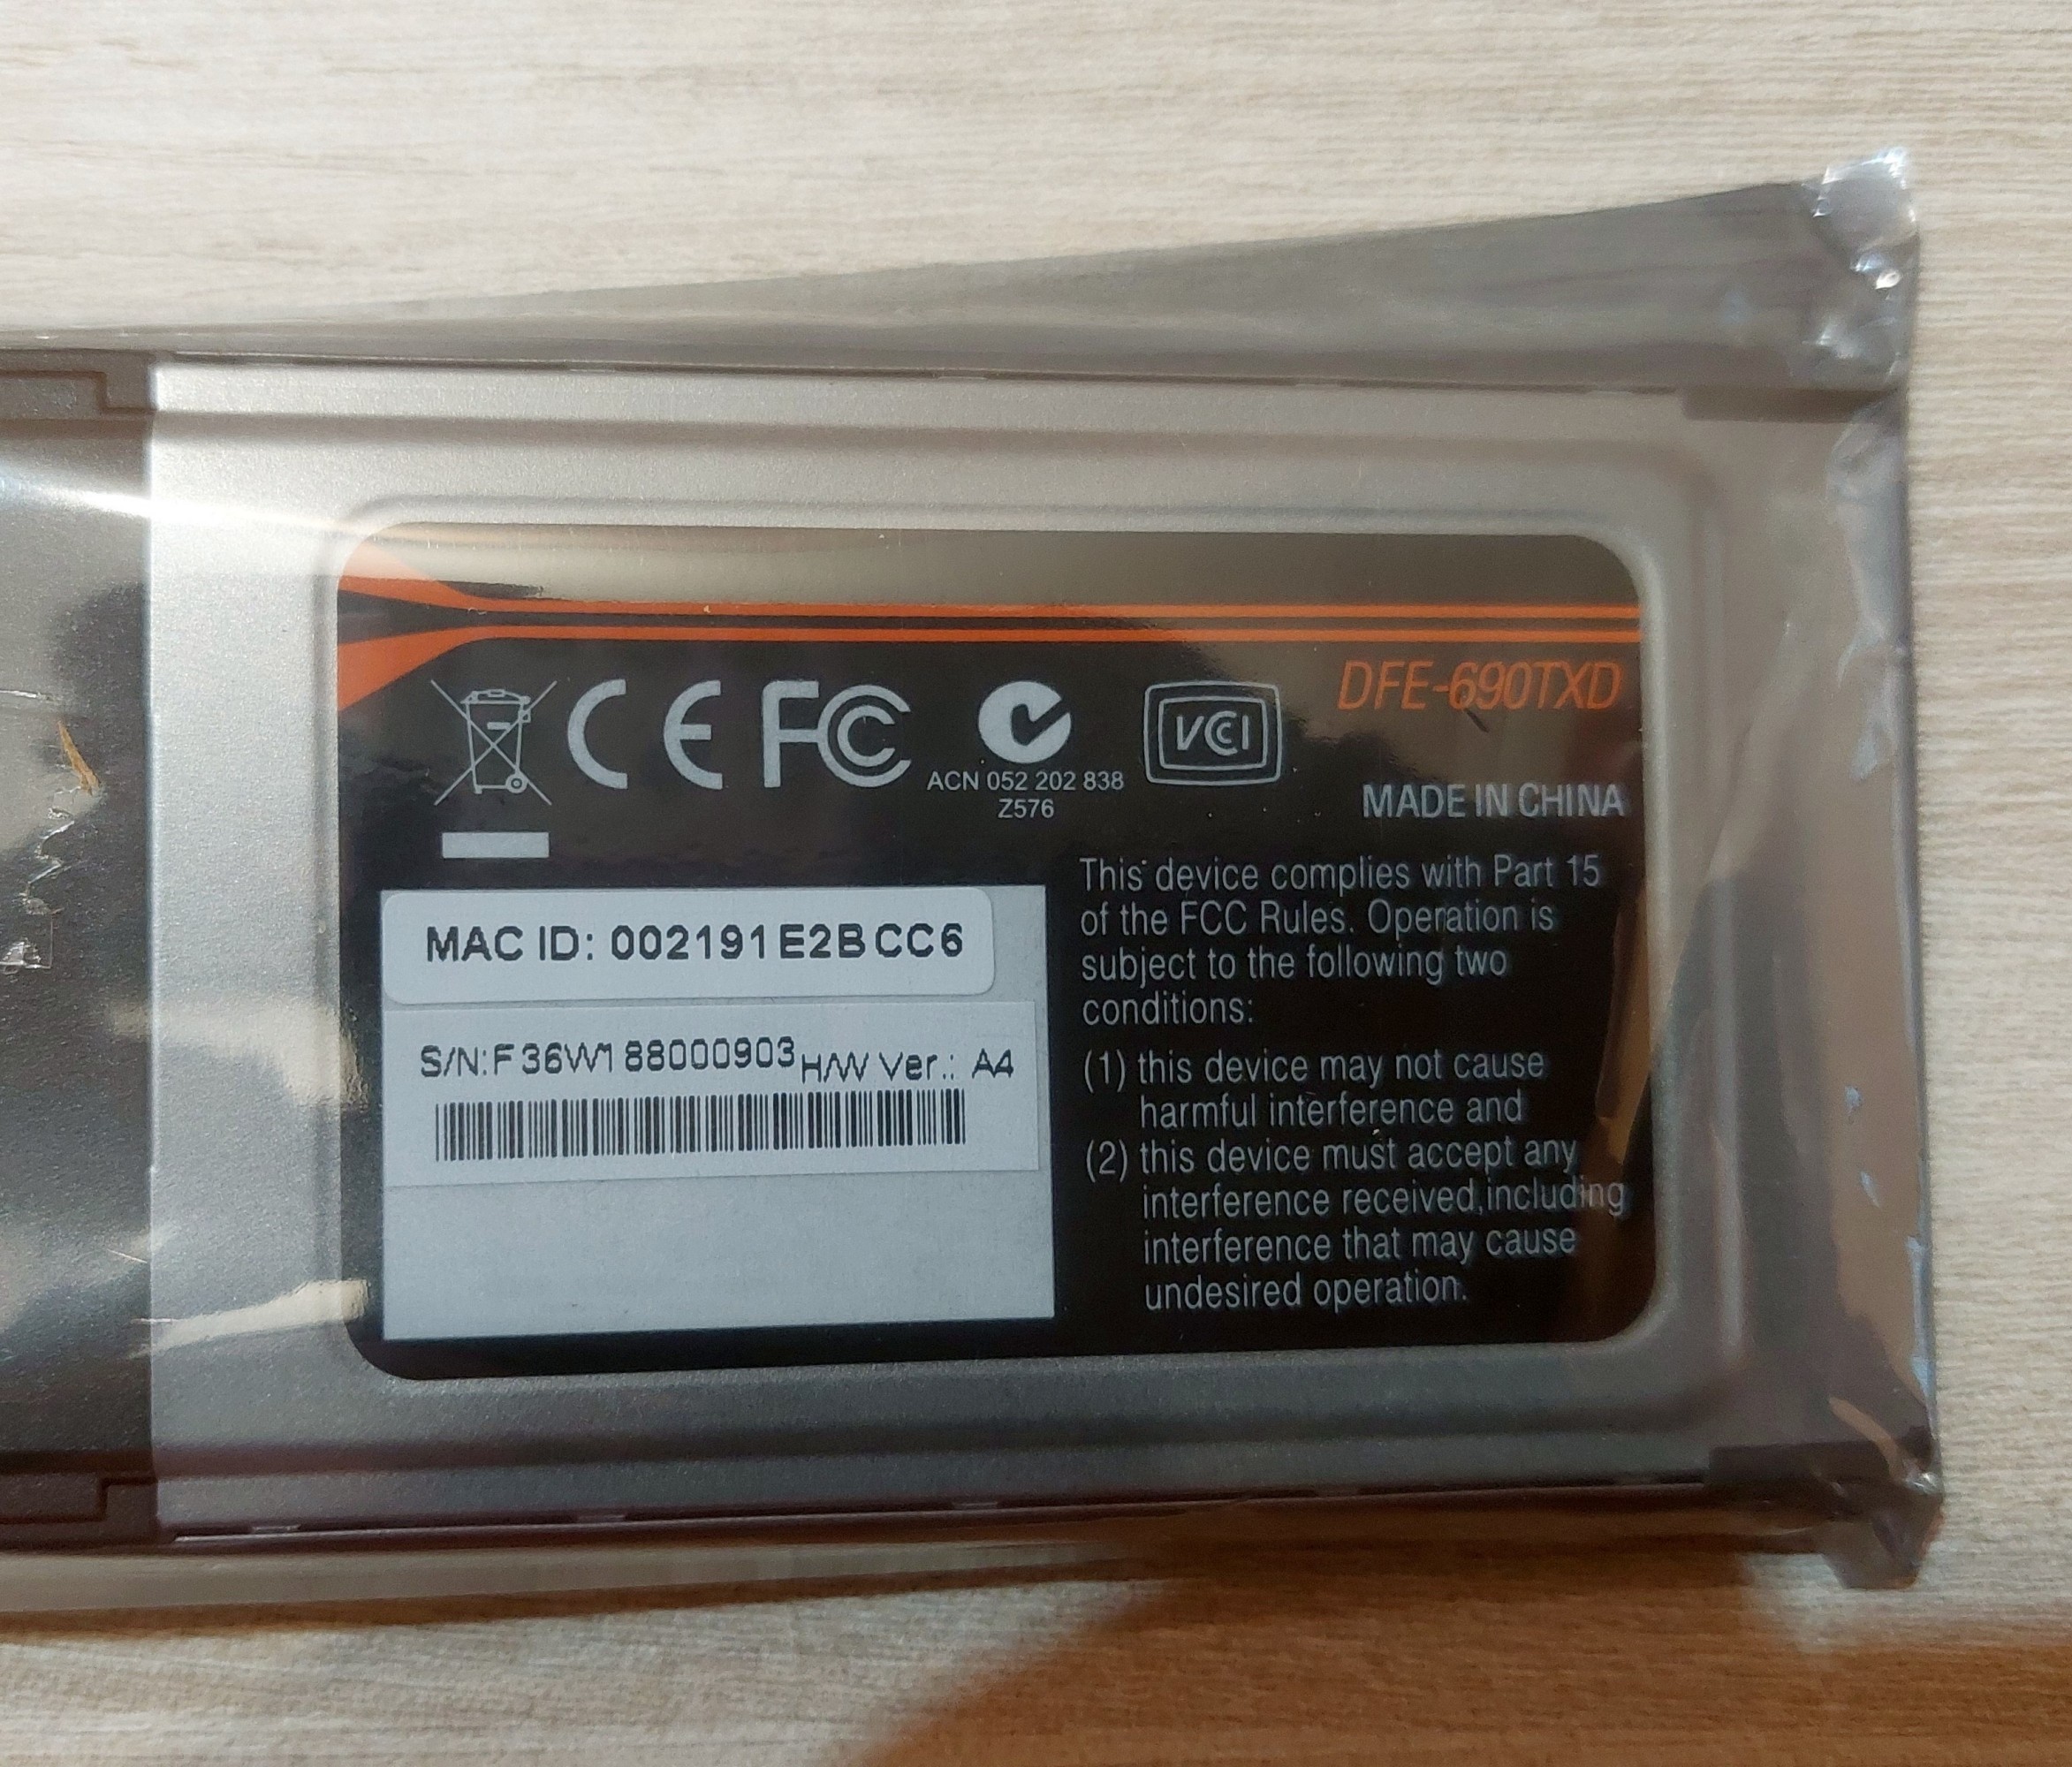 CE FC
ACN 052 202 838
Z576
VCCI
DFE-690TXD
MADE IN CHINA
MAC ID: 002191E2BCC6
S/N:F36W188000903 H/W Ver.: A4
This device complies with Part 15
of the FCC Rules. Operation is
subject to the following two
conditions:
(1) this device may not cause
harmful interference and
(2) this device must accept any
interference received,including
interference that may cause
undesired operation.